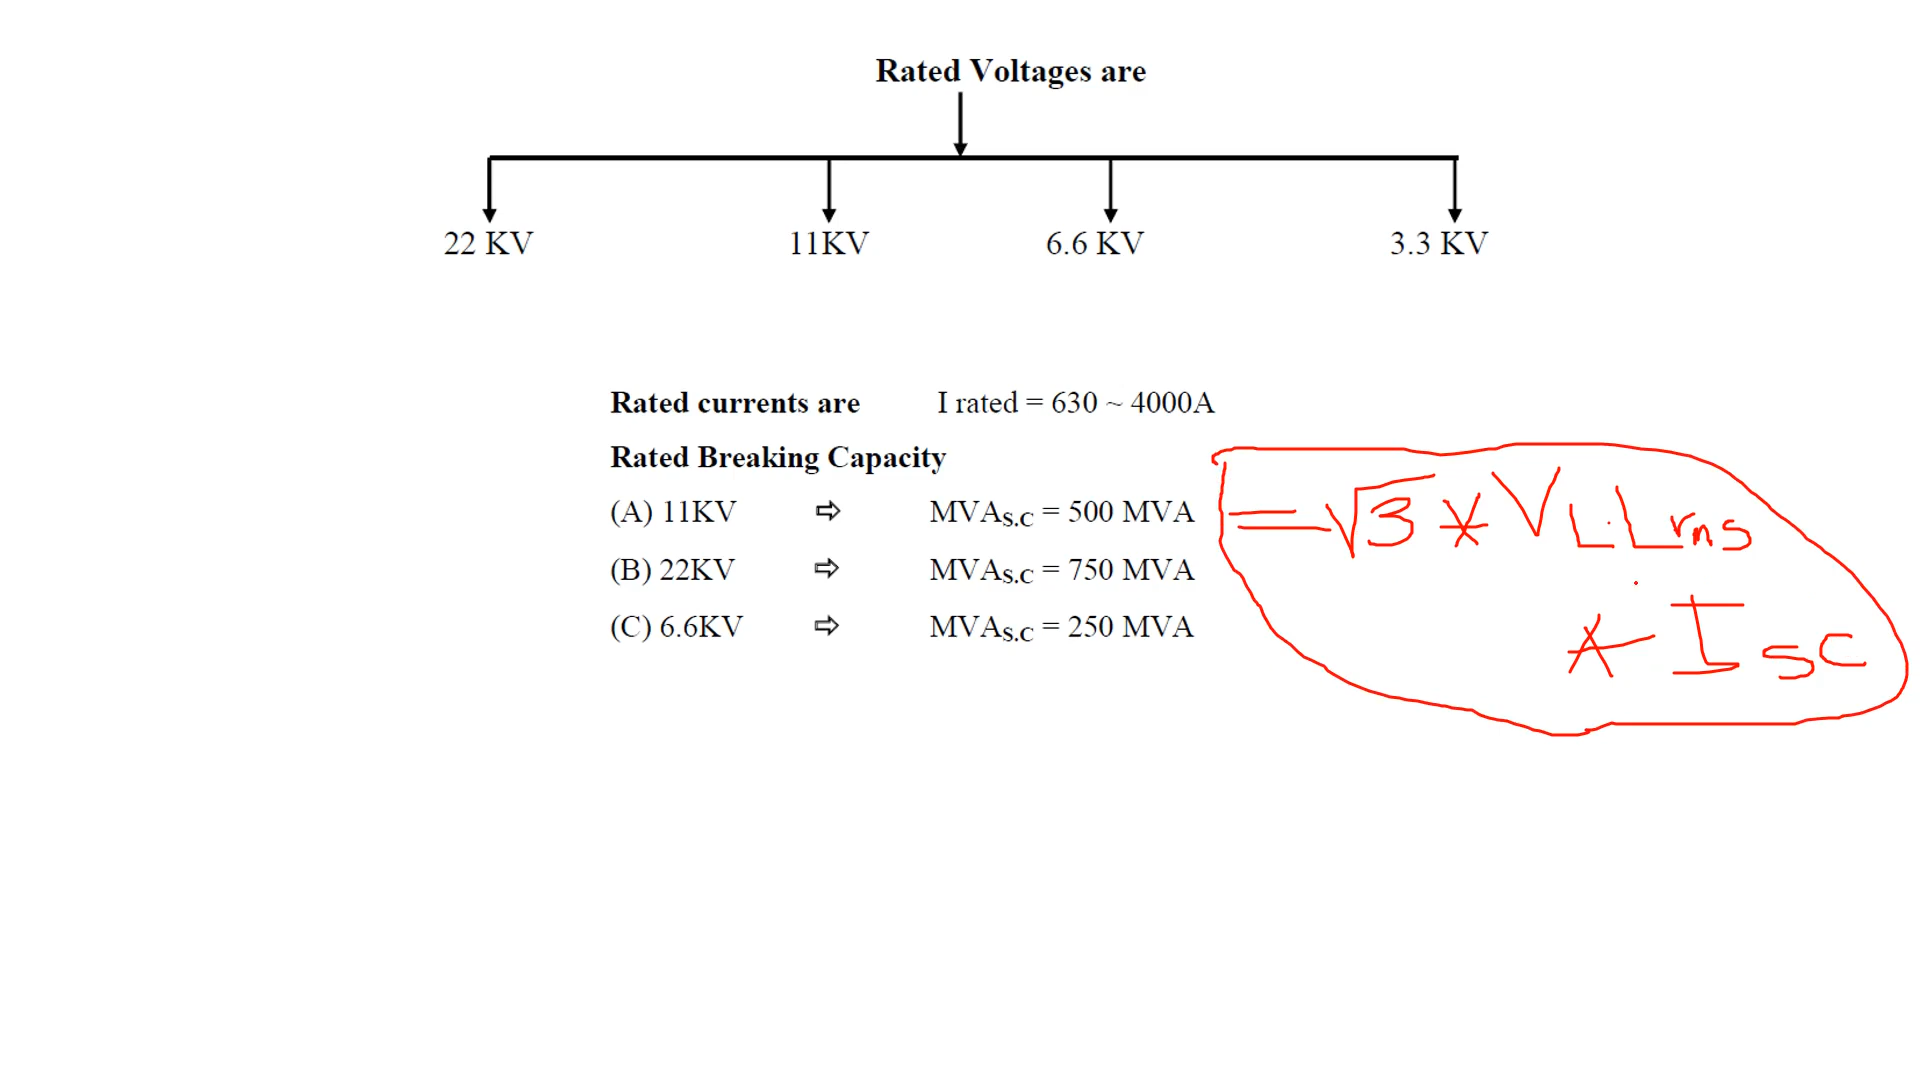 Rated Voltages are
22 KV 11KV 6.6 KV 3.3 KV
Rated currents are I rated = 630 ~ 4000A
Rated Breaking Capacity
(A) 11KV ⇨ MVAS.C = 500 MVA = √3 * VL.Lrms
(B) 22KV ⇨ MVAS.C = 750 MVA
(C) 6.6KV ⇨ MVAS.C = 250 MVA * Isc